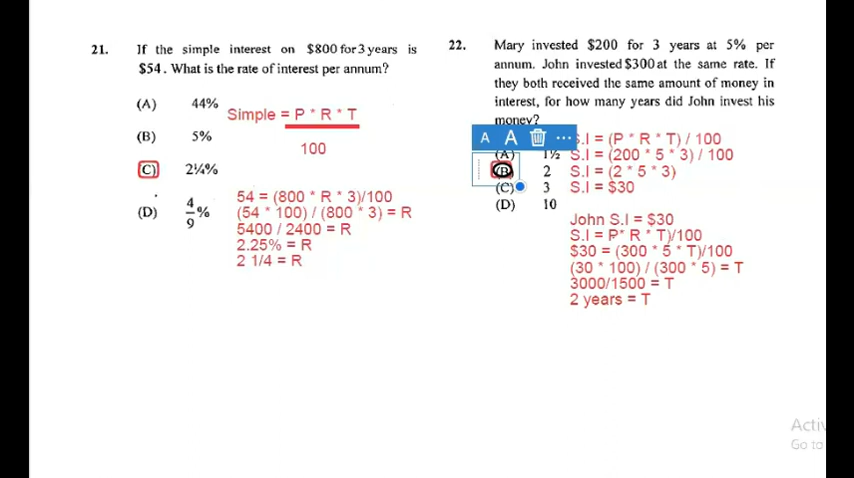 21. If the simple interest on $800 for 3 years is
$54. What is the rate of interest per annum?
(A) 44%
(B) 5%
(C) 2¼%
(D) 4/9 %
Simple = P * R * T
100
54 = (800 * R * 3)/100
(54 * 100) / (800 * 3) = R
5400 / 2400 = R
2.25% = R
2 1/4 = R
22. Mary invested $200 for 3 years at 5% per
annum. John invested $300 at the same rate. If
they both received the same amount of money in
interest, for how many years did John invest his
money?
A A ...
(A) 1½
(B) 2
(C) 3
(D) 10
S.I = (P * R * T) / 100
S.I = (200 * 5 * 3) / 100
S.I = (2 * 5 * 3)
S.I = $30
John S.I = $30
S.I = P* R * T)/100
$30 = (300 * 5 * T)/100
(30 * 100) / (300 * 5) = T
3000/1500 = T
2 years = T
Go to